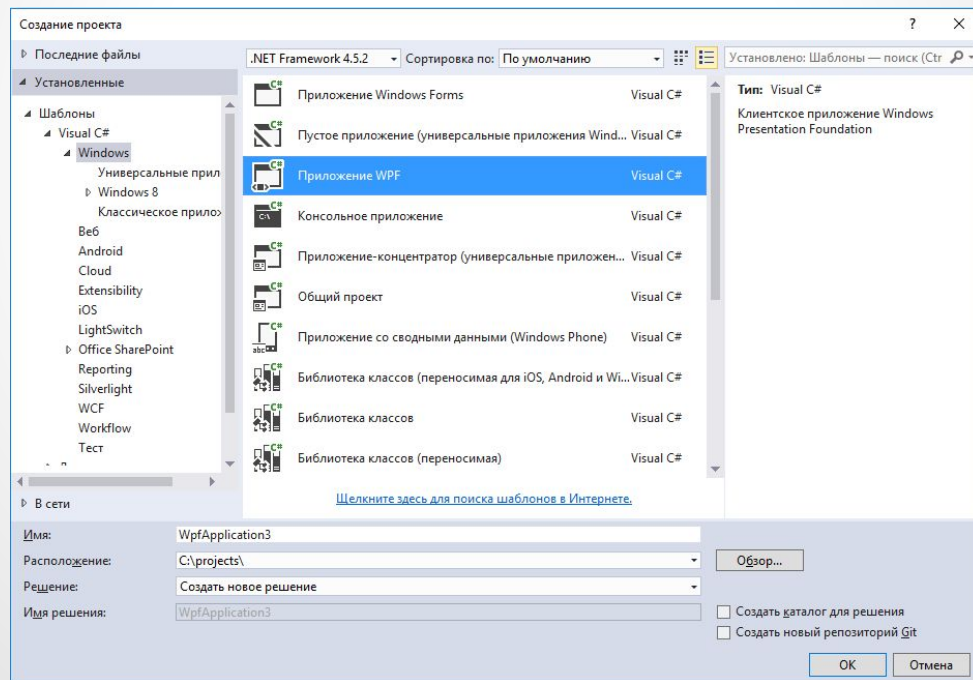 Создание проекта
? ×
Последние файлы
Установленные
Шаблоны
Visual C#
Windows
Универсальные прил
Windows 8
Классическое прилож
Веб
Android
Cloud
Extensibility
iOS
LightSwitch
Office SharePoint
Reporting
Silverlight
WCF
Workflow
Тест
В сети
.NET Framework 4.5.2 Сортировка по: По умолчанию
Приложение Windows Forms Visual C#
Пустое приложение (универсальные приложения Wind... Visual C#
Приложение WPF Visual C#
Консольное приложение Visual C#
Приложение-концентратор (универсальные приложен... Visual C#
Общий проект Visual C#
Приложение со сводными данными (Windows Phone) Visual C#
Библиотека классов (переносимая для iOS, Android и Wi... Visual C#
Библиотека классов Visual C#
Библиотека классов (переносимая) Visual C#
Щелкните здесь для поиска шаблонов в Интернете.
Установлено: Шаблоны — поиск (Ctr
Тип: Visual C#
Клиентское приложение Windows
Presentation Foundation
Имя: WpfApplication3
Расположение: C:\projects\ Обзор...
Решение: Создать новое решение
Имя решения: WpfApplication3
Создать каталог для решения
Создать новый репозиторий Git
ОК Отмена